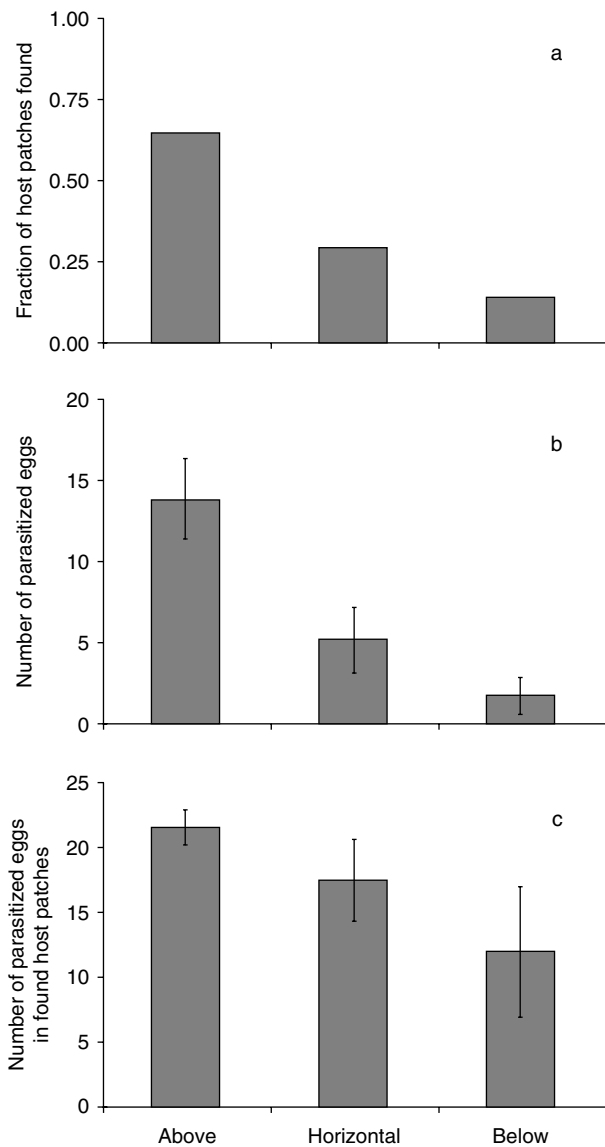 1.00
0.75
0.50
0.25
0.00
Fraction of host patches found
a
20
15
10
5
0
Number of parasitized eggs
b
25
20
15
10
5
0
Number of parasitized eggs
in found host patches
c
Above Horizontal Below